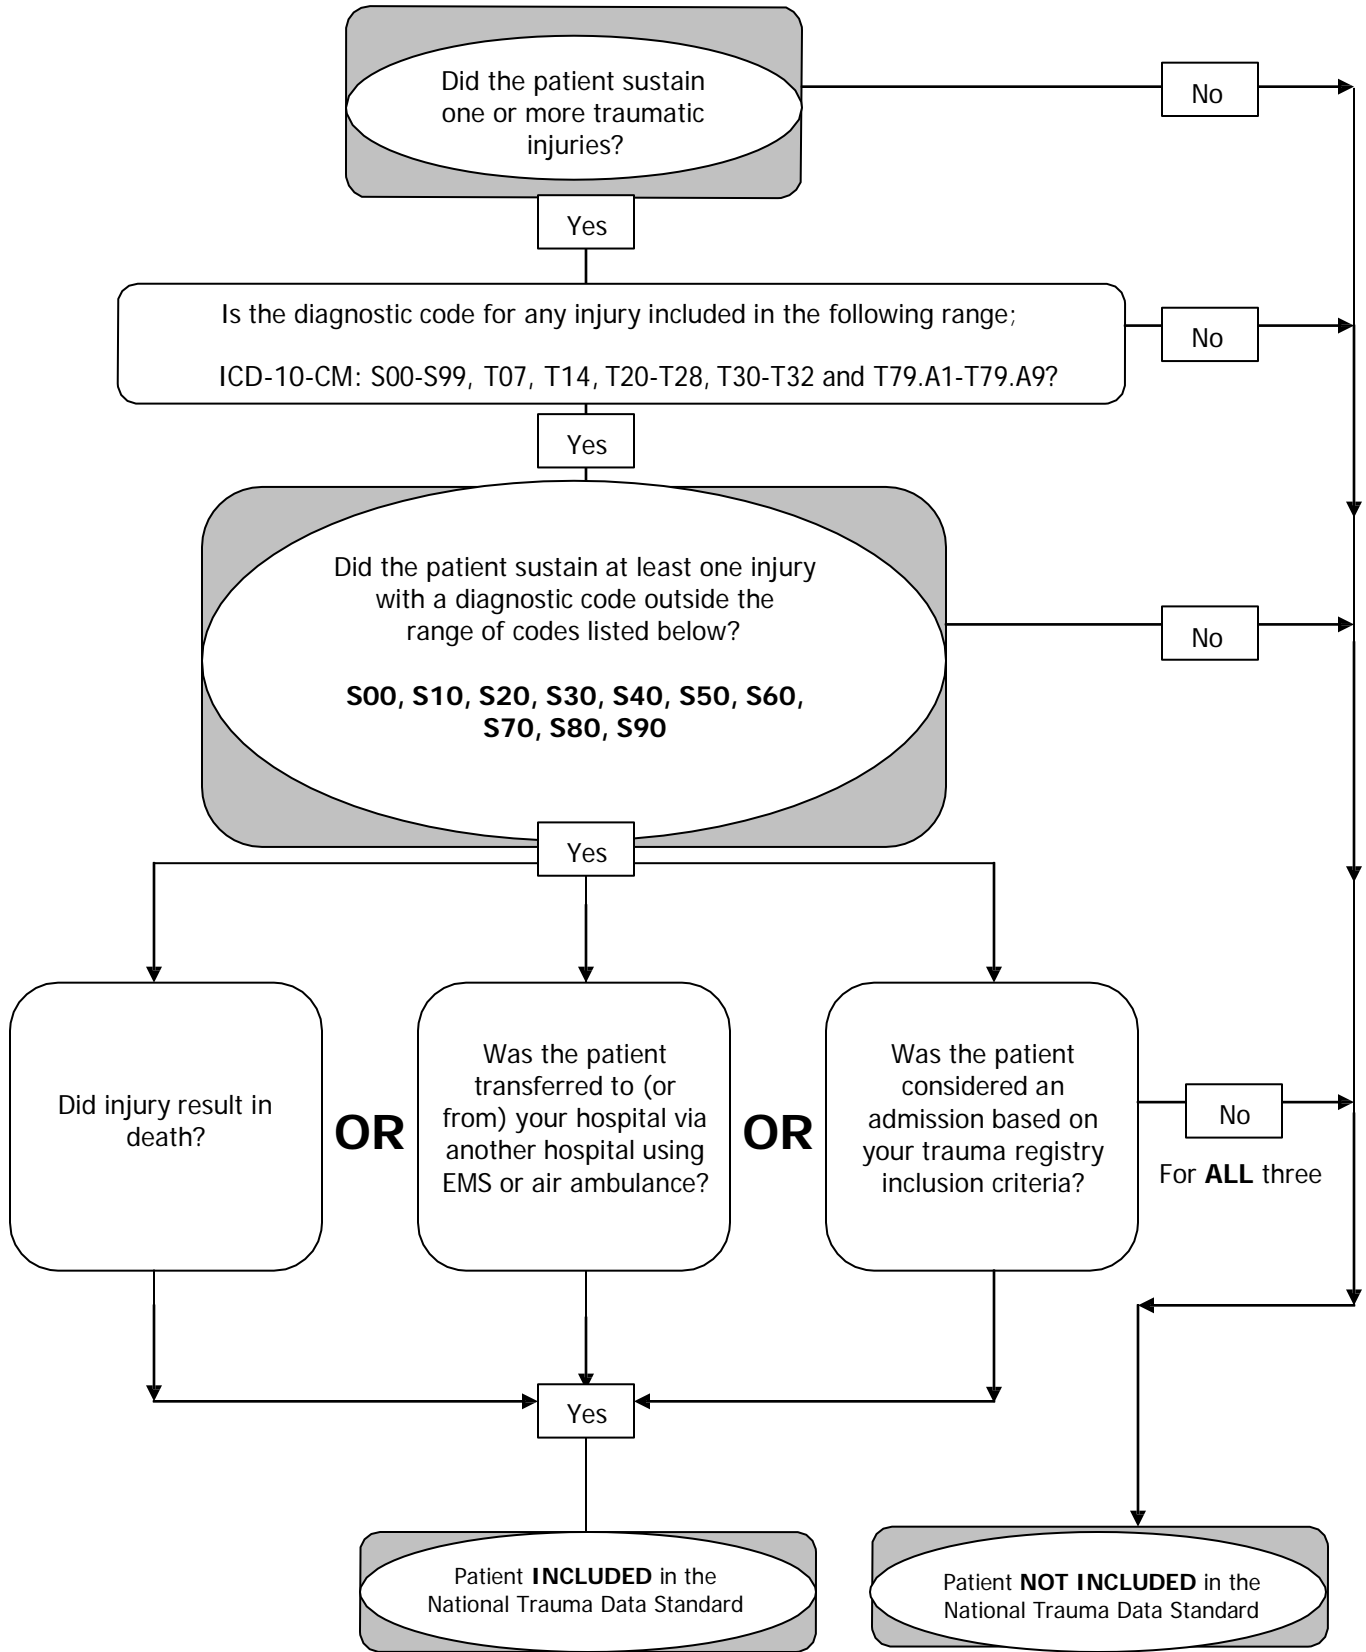 Did the patient sustain
one or more traumatic
injuries?
No
Yes
Is the diagnostic code for any injury included in the following range;
ICD-10-CM: S00-S99, T07, T14, T20-T28, T30-T32 and T79.A1-T79.A9?
No
Yes
Did the patient sustain at least one injury
with a diagnostic code outside the
range of codes listed below?
S00, S10, S20, S30, S40, S50, S60,
S70, S80, S90
No
Yes
Did injury result in
death?
OR
Was the patient
transferred to (or
from) your hospital via
another hospital using
EMS or air ambulance?
OR
Was the patient
considered an
admission based on
your trauma registry
inclusion criteria?
No
For ALL three
Yes
Patient INCLUDED in the
National Trauma Data Standard
Patient NOT INCLUDED in the
National Trauma Data Standard